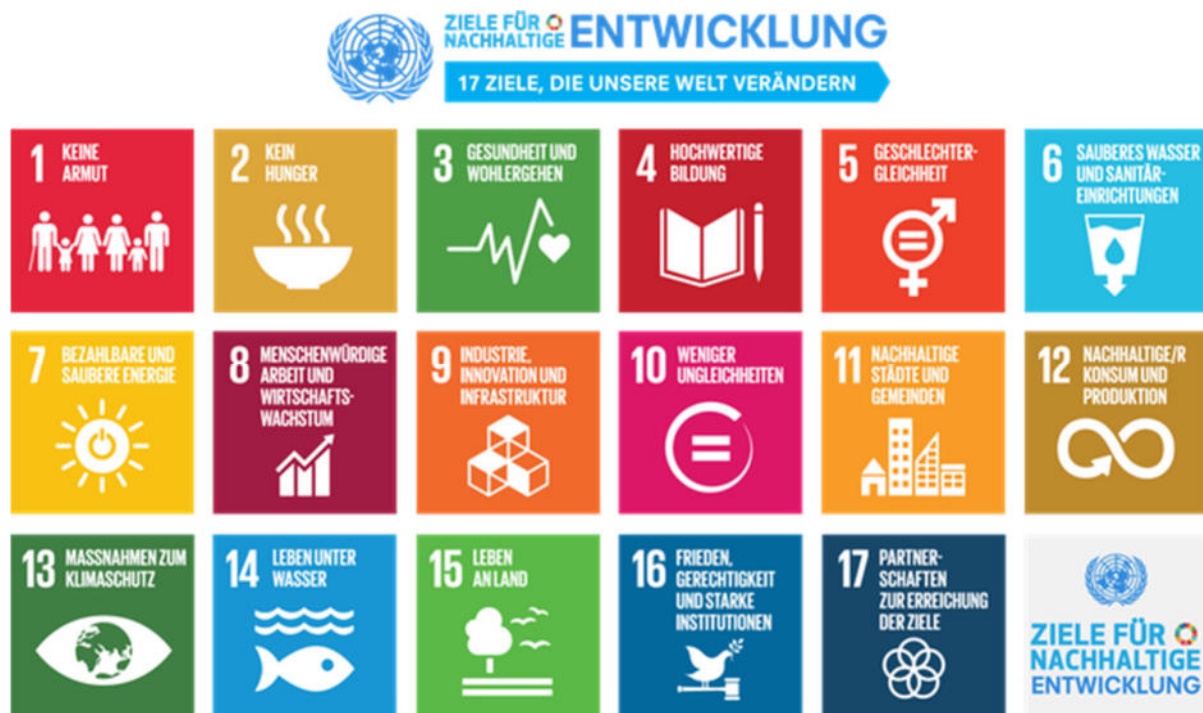 ZIELE FÜR
NACHHALTIGE
ENTWICKLUNG
17 ZIELE, DIE UNSERE WELT VERÄNDERN
1 KEINE
ARMUT
2 KEIN
HUNGER
3 GESUNDHEIT UND
WOHLERGEHEN
4 HOCHWERTIGE
BILDUNG
5 GESCHLECHTER-
GLEICHHEIT
6 SAUBERES WASSER
UND SANITÄR-
EINRICHTUNGEN
7 BEZAHLBARE UND
SAUBERE ENERGIE
8 MENSCHENWÜRDIGE
ARBEIT UND
WIRTSCHAFTS-
WACHSTUM
9 INDUSTRIE,
INNOVATION UND
INFRASTRUKTUR
10 WENIGER
UNGLEICHHEITEN
11 NACHHALTIGE
STÄDTE UND
GEMEINDEN
12 NACHHALTIGE/R
KONSUM UND
PRODUKTION
13 MASSNAHMEN ZUM
KLIMASCHUTZ
14 LEBEN UNTER
WASSER
15 LEBEN
AN LAND
16 FRIEDEN,
GERECHTIGKEIT
UND STARKE
INSTITUTIONEN
17 PARTNER-
SCHAFTEN
ZUR ERREICHUNG
DER ZIELE
ZIELE FÜR
NACHHALTIGE
ENTWICKLUNG